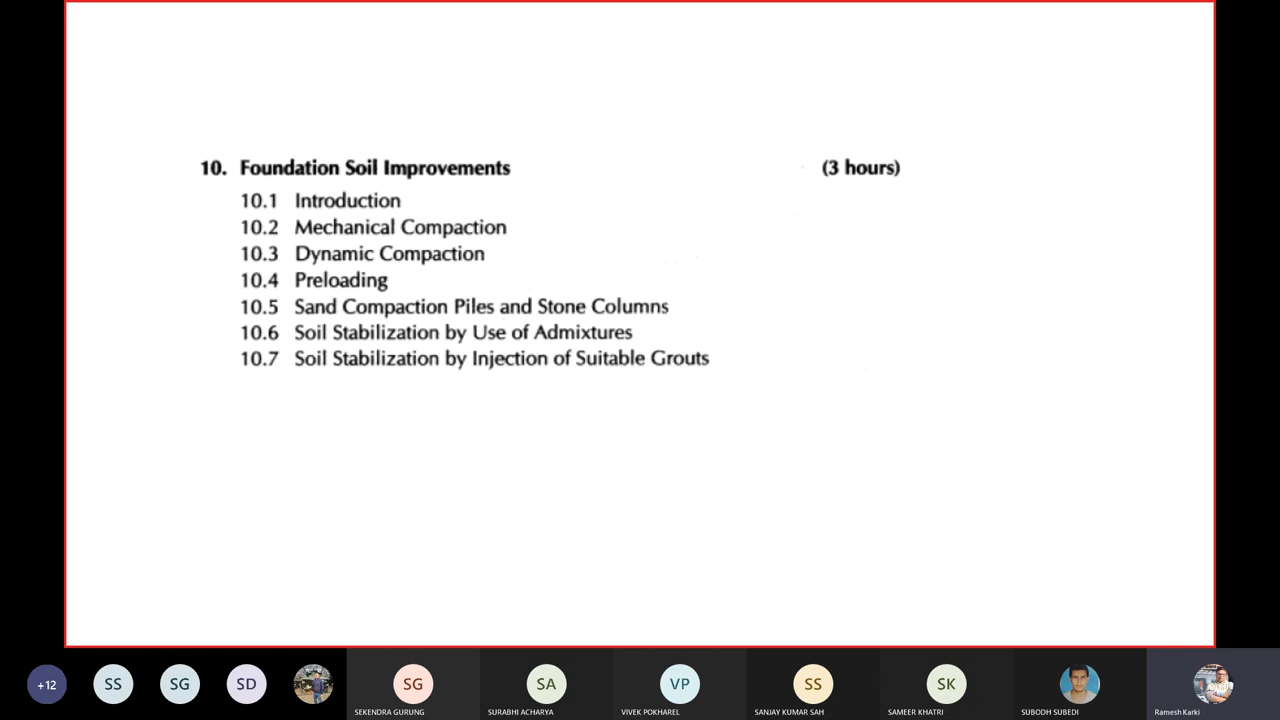 10. Foundation Soil Improvements (3 hours)
10.1 Introduction
10.2 Mechanical Compaction
10.3 Dynamic Compaction
10.4 Preloading
10.5 Sand Compaction Piles and Stone Columns
10.6 Soil Stabilization by Use of Admixtures
10.7 Soil Stabilization by Injection of Suitable Grouts
+12 SS SG SD SG SA VP SS SK
SEKENDRA GURUNG SURABHI ACHARYA VIVEK POKHAREL SANJAY KUMAR SAH SAMEER KHATRI SUBODH SUBEDI Ramesh Karki